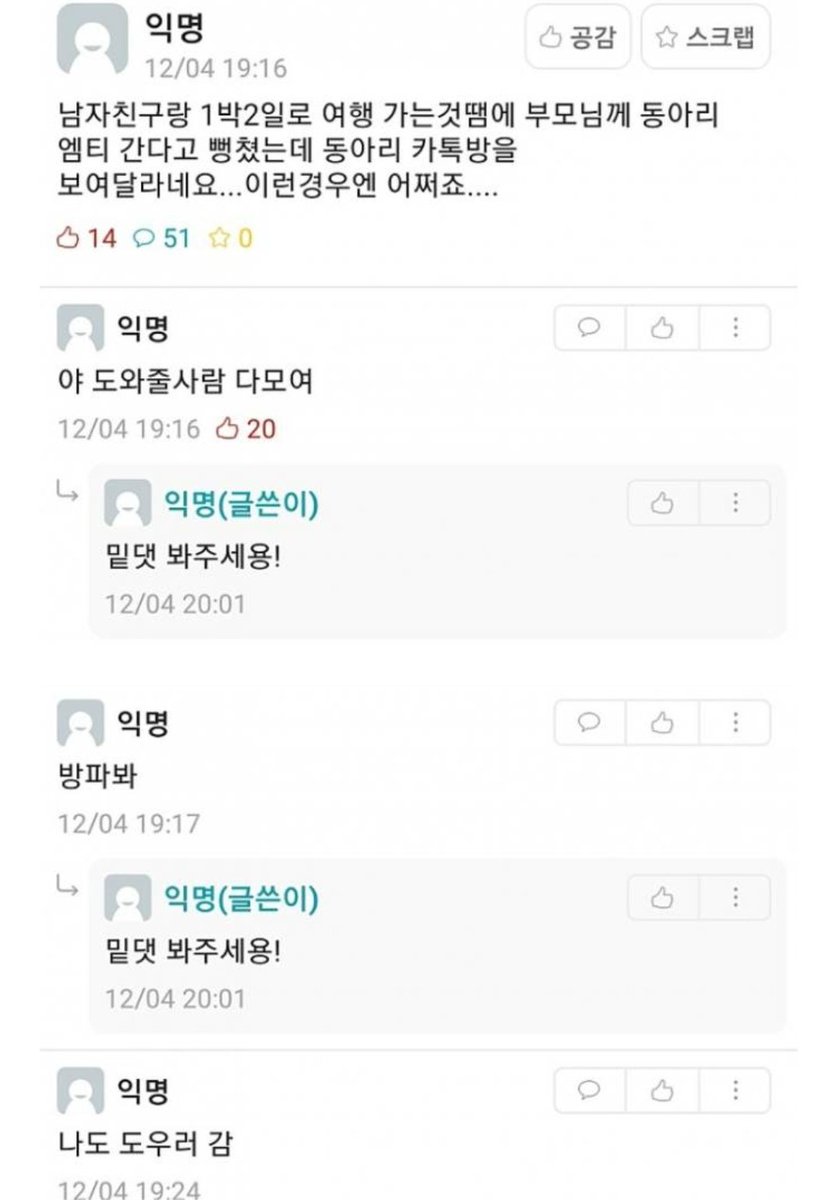 익명
12/04 19:16
공감
스크랩
남자친구랑 1박2일로 여행 가는것땜에 부모님께 동아리
엠티 간다고 뻥쳤는데 동아리 카톡방을
보여달라네요...이런경우엔 어쩌죠....
14 51 0
익명
야 도와줄사람 다모여
12/04 19:16 20
익명(글쓴이)
밑댓 봐주세용!
12/04 20:01
익명
방파봐
12/04 19:17
익명(글쓴이)
밑댓 봐주세용!
12/04 20:01
익명
나도 도우러 감
12/04 19:24